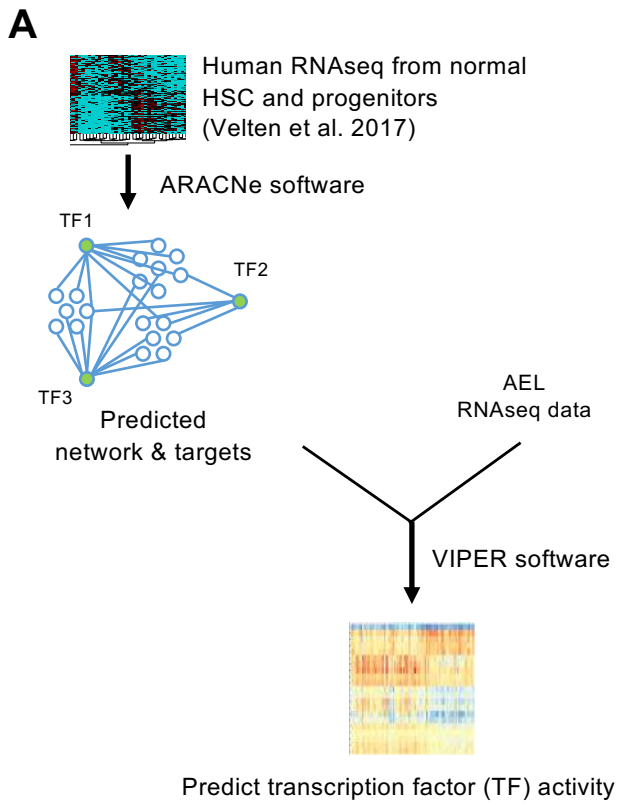 A
Human RNAseq from normal
HSC and progenitors
(Velten et al. 2017)
ARACNe software
TF1
TF2
TF3
Predicted
network & targets
AEL
RNAseq data
VIPER software
Predict transcription factor (TF) activity